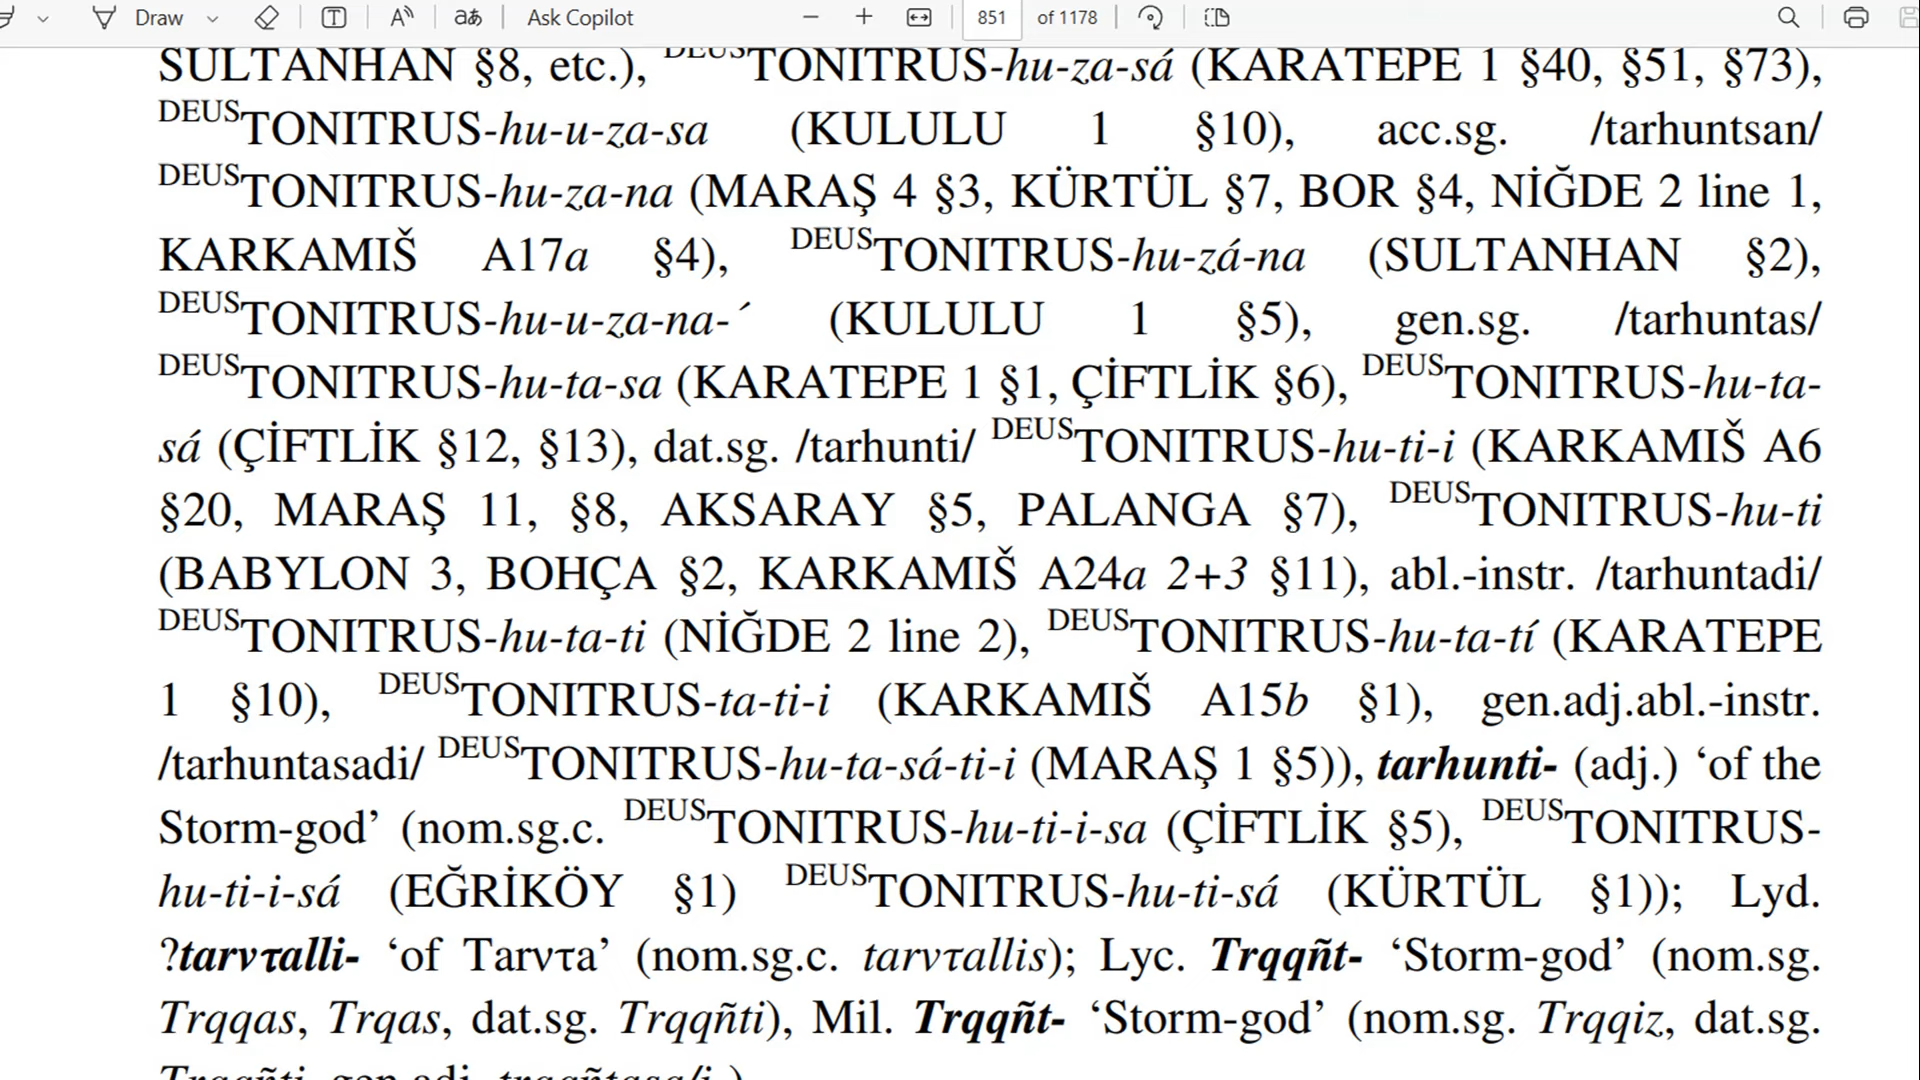 Draw
Ask Copilot
851 of 1178
SULTANHAN §8, etc.), DEUSTONITRUS-hu-za-sá (KARATEPE 1 §40, §51, §73),
DEUSTONITRUS-hu-u-za-sa (KULULU 1 §10), acc.sg. /tarhuntsan/
DEUSTONITRUS-hu-za-na (MARAŞ 4 §3, KÜRTÜL §7, BOR §4, NİĞDE 2 line 1,
KARKAMIŠ A17a §4), DEUSTONITRUS-hu-zá-na (SULTANHAN §2),
DEUSTONITRUS-hu-u-za-na-´ (KULULU 1 §5), gen.sg. /tarhuntas/
DEUSTONITRUS-hu-ta-sa (KARATEPE 1 §1, ÇİFTLİK §6), DEUSTONITRUS-hu-ta-
sá (ÇİFTLİK §12, §13), dat.sg. /tarhunti/ DEUSTONITRUS-hu-ti-i (KARKAMIŠ A6
§20, MARAŞ 11, §8, AKSARAY §5, PALANGA §7), DEUSTONITRUS-hu-ti
(BABYLON 3, BOHÇA §2, KARKAMIŠ A24a 2+3 §11), abl.-instr. /tarhuntadi/
DEUSTONITRUS-hu-ta-ti (NİĞDE 2 line 2), DEUSTONITRUS-hu-ta-tí (KARATEPE
1 §10), DEUSTONITRUS-ta-ti-i (KARKAMIŠ A15b §1), gen.adj.abl.-instr.
/tarhuntasadi/ DEUSTONITRUS-hu-ta-sá-ti-i (MARAŞ 1 §5)), tarhunti- (adj.) ‘of the
Storm-god’ (nom.sg.c. DEUSTONITRUS-hu-ti-i-sa (ÇİFTLİK §5), DEUSTONITRUS-
hu-ti-i-sá (EĞRİKÖY §1) DEUSTONITRUS-hu-ti-sá (KÜRTÜL §1)); Lyd.
?tarvταlli- ‘of Tarvτa’ (nom.sg.c. tarvτallis); Lyc. Trqqñt- ‘Storm-god’ (nom.sg.
Trqqas, Trqas, dat.sg. Trqqñti), Mil. Trqqñt- ‘Storm-god’ (nom.sg. Trqqiz, dat.sg.
Trqqñti, gen.adj. trqqñtasa/i-)